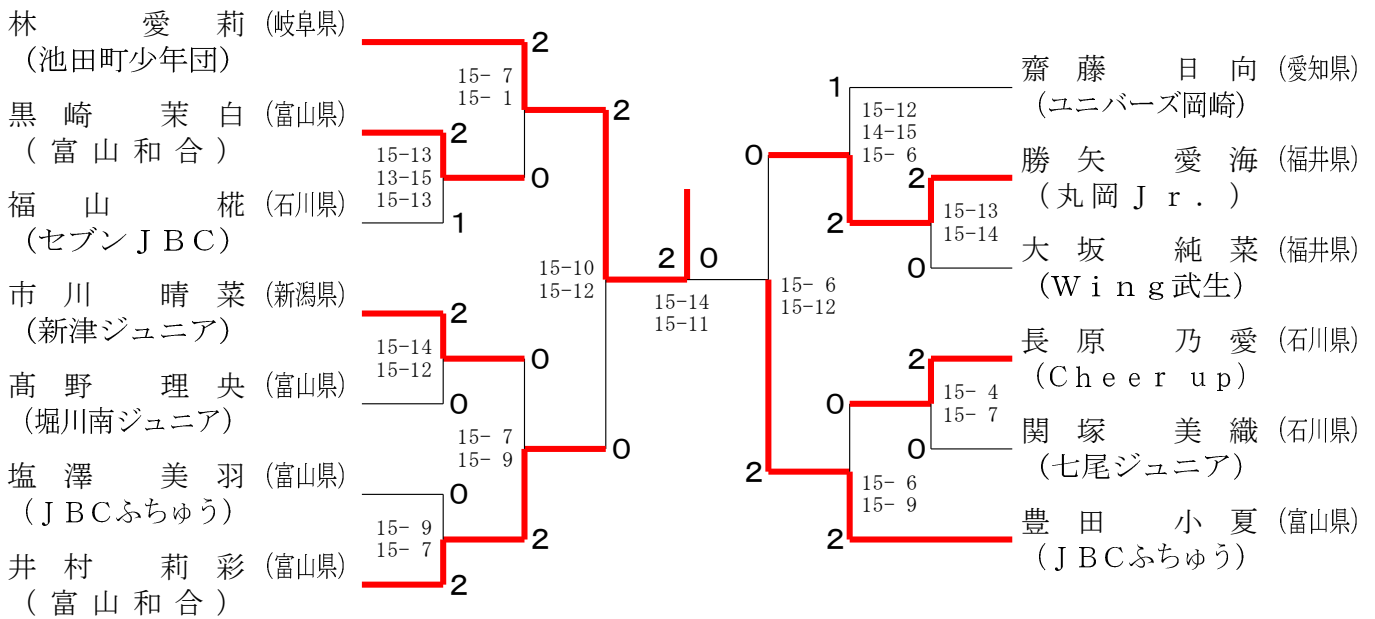 林 愛 莉 (岐阜県)
(池田町少年団)
黒 崎 茉 白 (富山県)
( 富 山 和 合 )
福 山 椛 (石川県)
(セブンＪＢＣ)
市 川 晴 菜 (新潟県)
(新津ジュニア)
髙 野 理 央 (富山県)
(堀川南ジュニア)
塩 澤 美 羽 (富山県)
(ＪＢＣふちゅう)
井 村 莉 彩 (富山県)
( 富 山 和 合 )
2
15- 7
15- 1
2
15-13
13-15
15-13
0
1
2
2
15-14
15-12
0
0
15- 7
15- 9
0
15- 9
15- 7
2
2
0
15-10
15-12
2 0
15-14
15-11
1
15-12
14-15
15- 6
0
2
2
15-13
15-14
0
15- 6
15-12
2
15- 4
15- 7
0
0
2
15- 6
15- 9
2
齋 藤 日 向 (愛知県)
(ユニバーズ岡崎)
勝 矢 愛 海 (福井県)
(丸岡Ｊｒ．)
大 坂 純 菜 (福井県)
(Ｗｉｎｇ武生)
長 原 乃 愛 (石川県)
(Ｃｈｅｅｒ ｕｐ)
関 塚 美 織 (石川県)
(七尾ジュニア)
豊 田 小 夏 (富山県)
(ＪＢＣふちゅう)